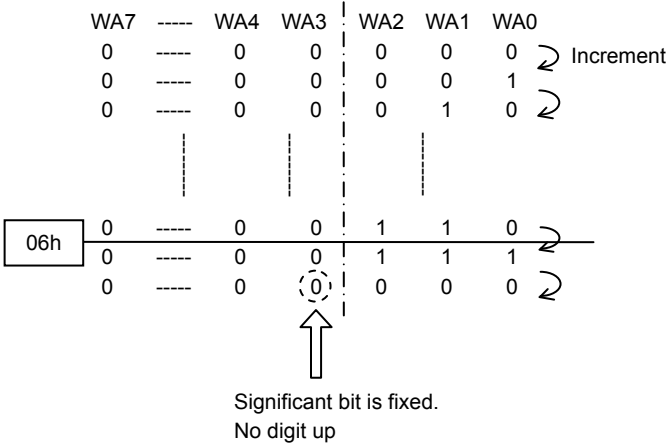 WA7 ----- WA4 WA3 WA2 WA1 WA0
0 ----- 0 0 0 0 0 Increment
0 ----- 0 0 0 0 1
0 ----- 0 0 0 1 0
06h 0 ----- 0 0 1 1 0
0 ----- 0 0 1 1 1
0 ----- 0 0 0 0 0
Significant bit is fixed.
No digit up